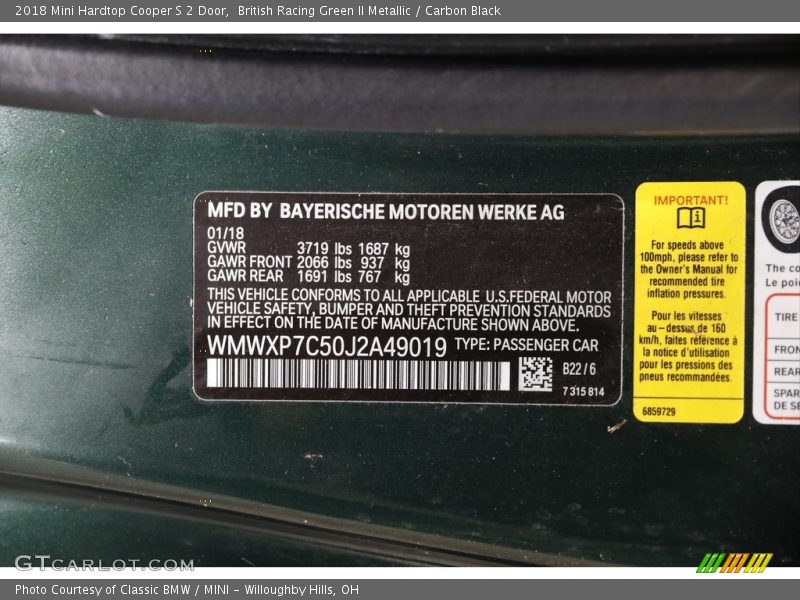 2018 Mini Hardtop Cooper S 2 Door,  British Racing Green II Metallic / Carbon Black
MFD BY BAYERISCHE MOTOREN WERKE AG
01/18
GVWR 3719 lbs 1687 kg
GAWR FRONT 2066 lbs 937 kg
GAWR REAR 1691 lbs 767 kg
THIS VEHICLE CONFORMS TO ALL APPLICABLE U.S.FEDERAL MOTOR
VEHICLE SAFETY, BUMPER AND THEFT PREVENTION STANDARDS
IN EFFECT ON THE DATE OF MANUFACTURE SHOWN ABOVE.
WMWXP7C50J2A49019 TYPE: PASSENGER CAR
B22 / 6
7 315 814
IMPORTANT!
For speeds above
100mph, please refer to
the Owner's Manual for
recommended tire
inflation pressures.
Pour les vitesses
au-dessus de 160
km/h, faites référence à
la notice d'utilisation
pour les pressions des
pneus recommandées.
6859729
The co
Le poi
TIRE
FRON
REAR
SPAR
DE SE
GTCARLOT.COM
Photo Courtesy of Classic BMW / MINI - Willoughby Hills, OH